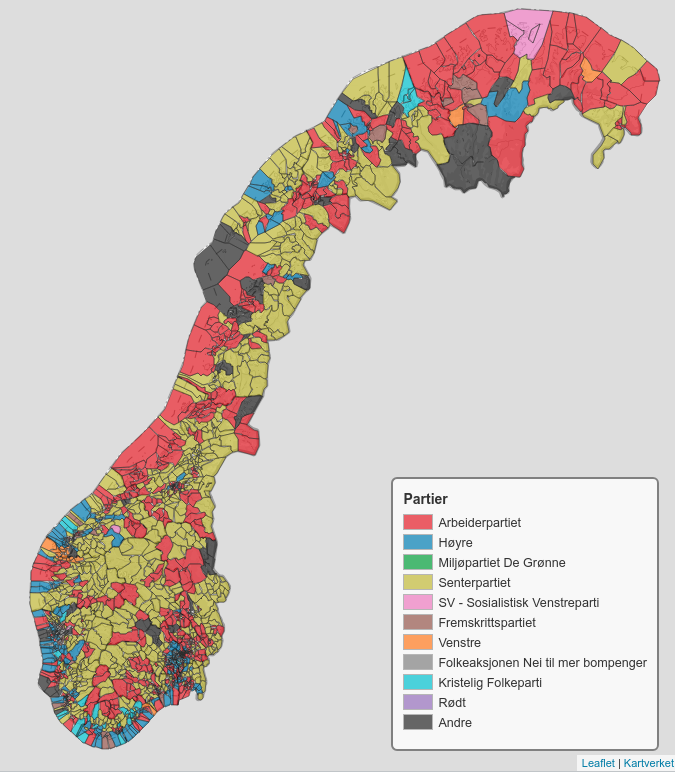 Partier
Arbeiderpartiet
Høyre
Miljøpartiet De Grønne
Senterpartiet
SV - Sosialistisk Venstreparti
Fremskrittspartiet
Venstre
Folkeaksjonen Nei til mer bompenger
Kristelig Folkeparti
Rødt
Andre
Leaflet | Kartverket